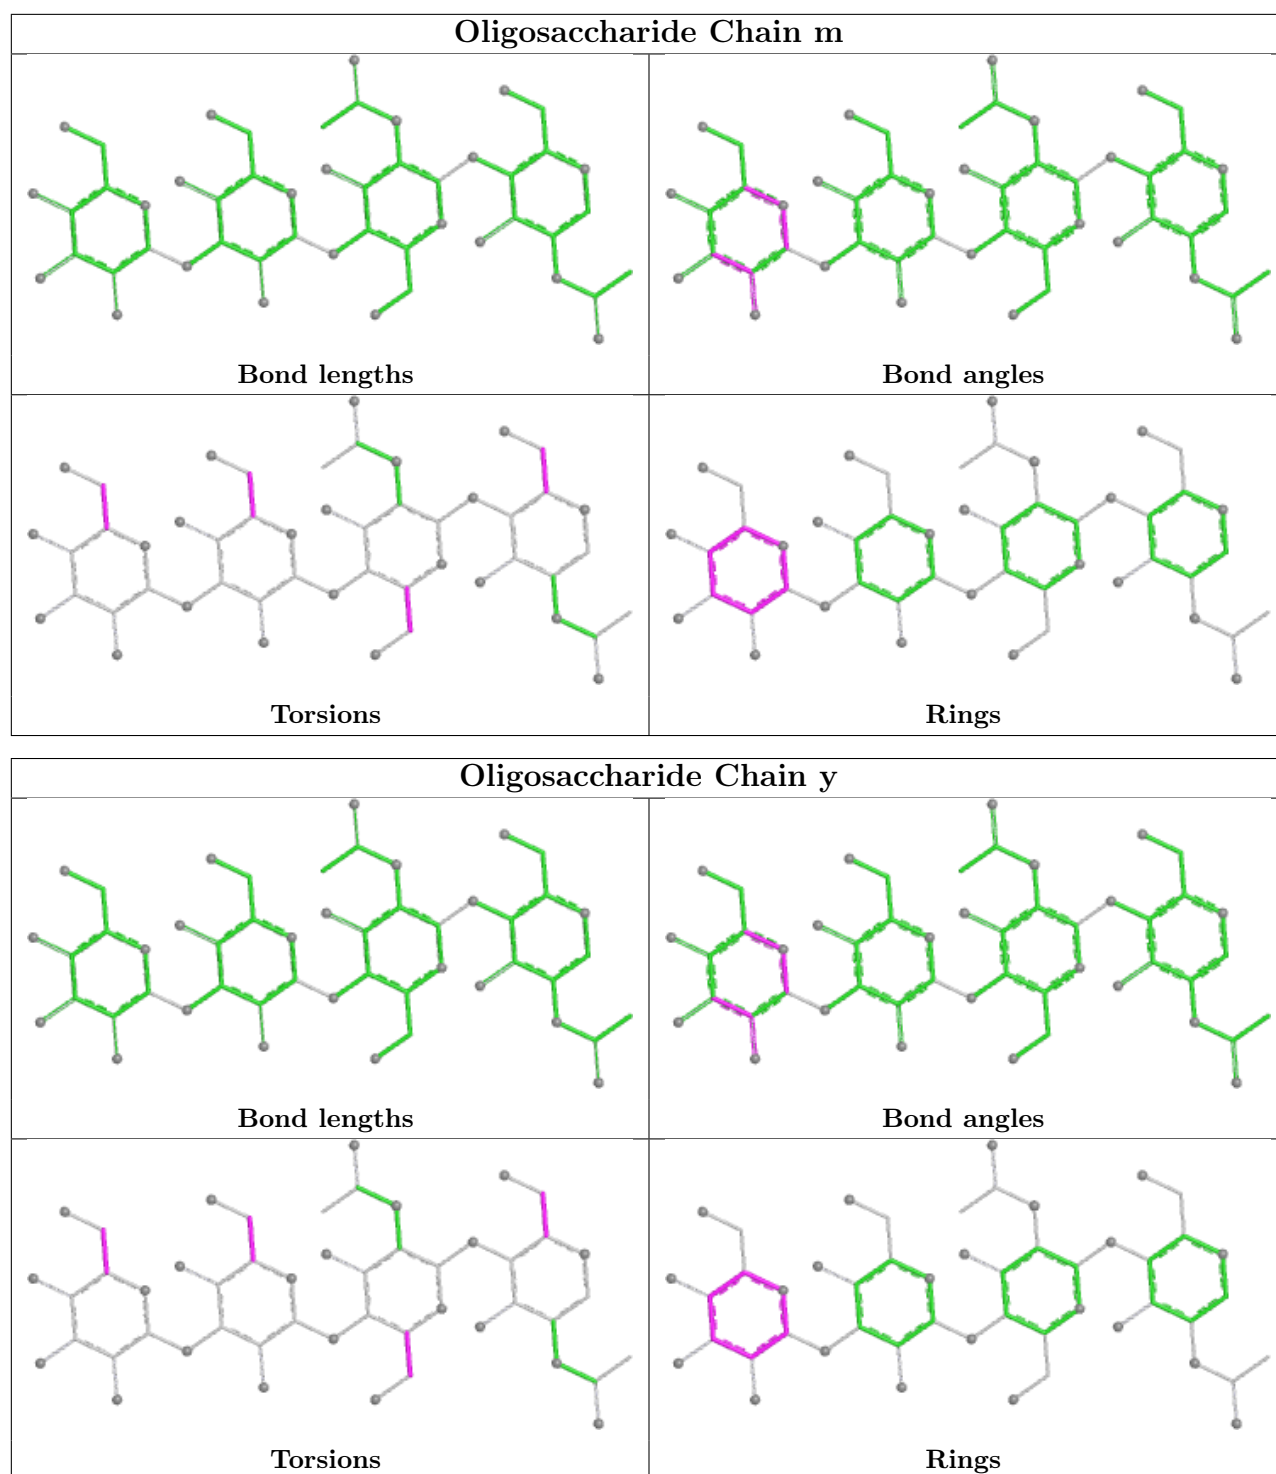 Oligosaccharide Chain m
Bond lengths
Bond angles
Torsions
Rings
Oligosaccharide Chain y
Bond lengths
Bond angles
Torsions
Rings